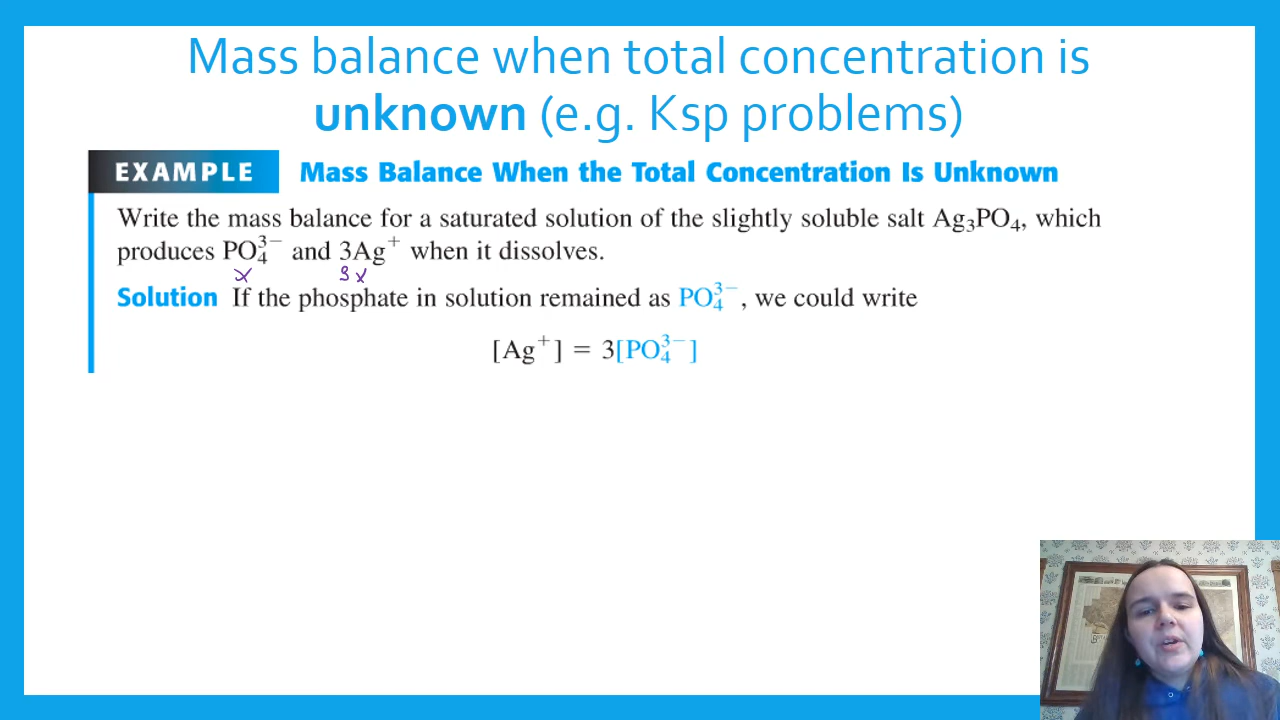 Mass balance when total concentration is
unknown (e.g. Ksp problems)
EXAMPLE Mass Balance When the Total Concentration Is Unknown
Write the mass balance for a saturated solution of the slightly soluble salt Ag₃PO₄, which
produces PO₄³⁻ and 3Ag⁺ when it dissolves.
x 3x
Solution If the phosphate in solution remained as PO₄³⁻, we could write
[Ag⁺] = 3[PO₄³⁻]